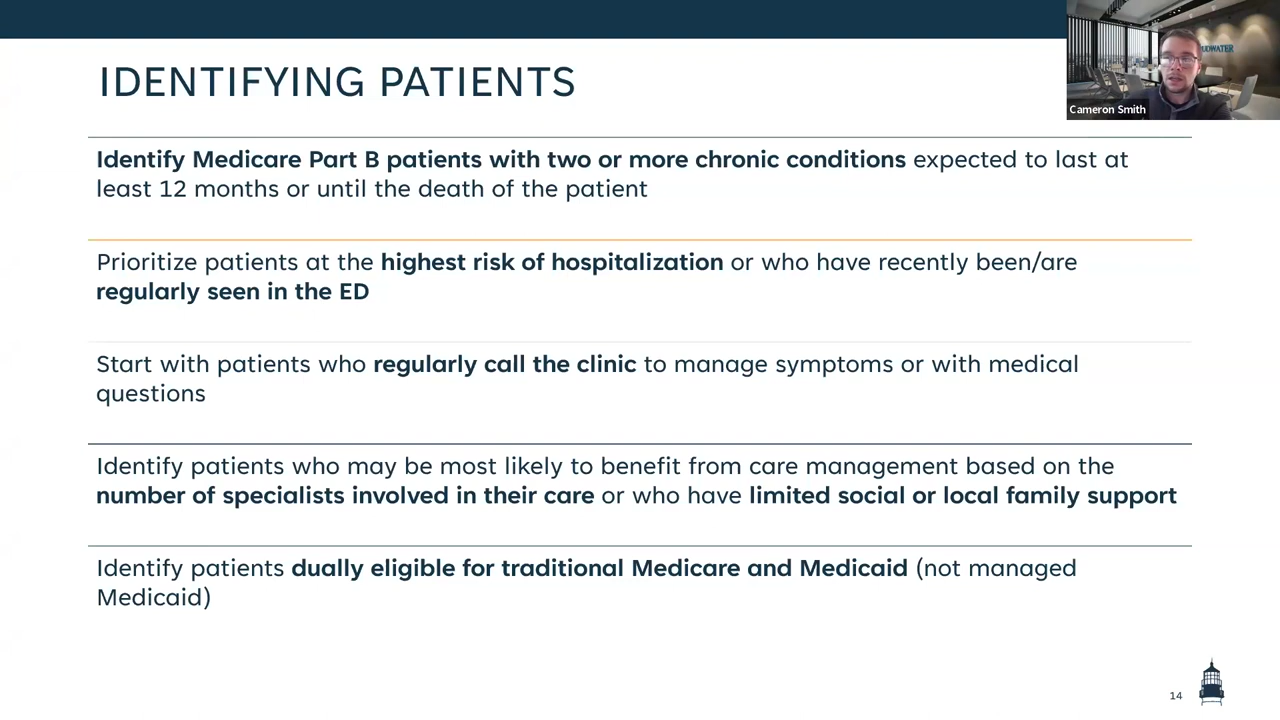 IDENTIFYING PATIENTS
Cameron Smith
Identify Medicare Part B patients with two or more chronic conditions expected to last at
least 12 months or until the death of the patient
Prioritize patients at the highest risk of hospitalization or who have recently been/are
regularly seen in the ED
Start with patients who regularly call the clinic to manage symptoms or with medical
questions
Identify patients who may be most likely to benefit from care management based on the
number of specialists involved in their care or who have limited social or local family support
Identify patients dually eligible for traditional Medicare and Medicaid (not managed
Medicaid)
14